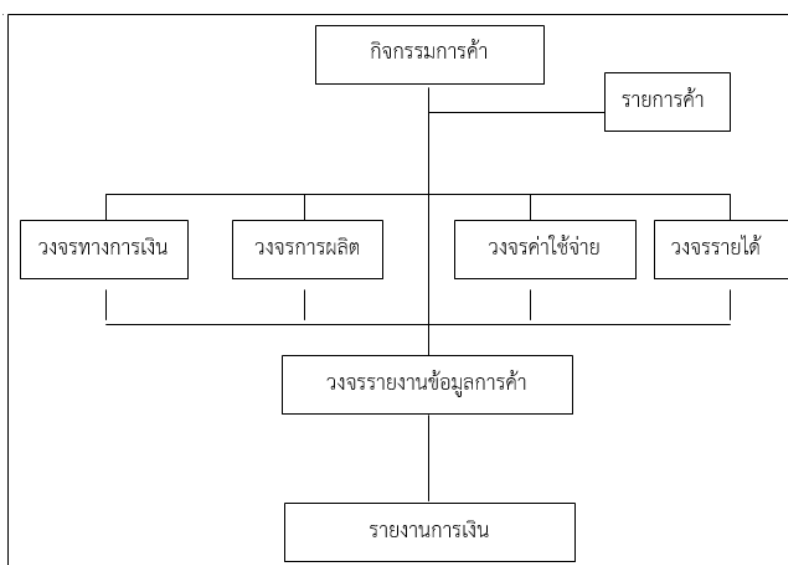 กิจกรรมการค้า
รายการค้า
วงจรทางการเงิน
วงจรการผลิต
วงจรค่าใช้จ่าย
วงจรรายได้
วงจรรายงานข้อมูลการค้า
รายงานการเงิน